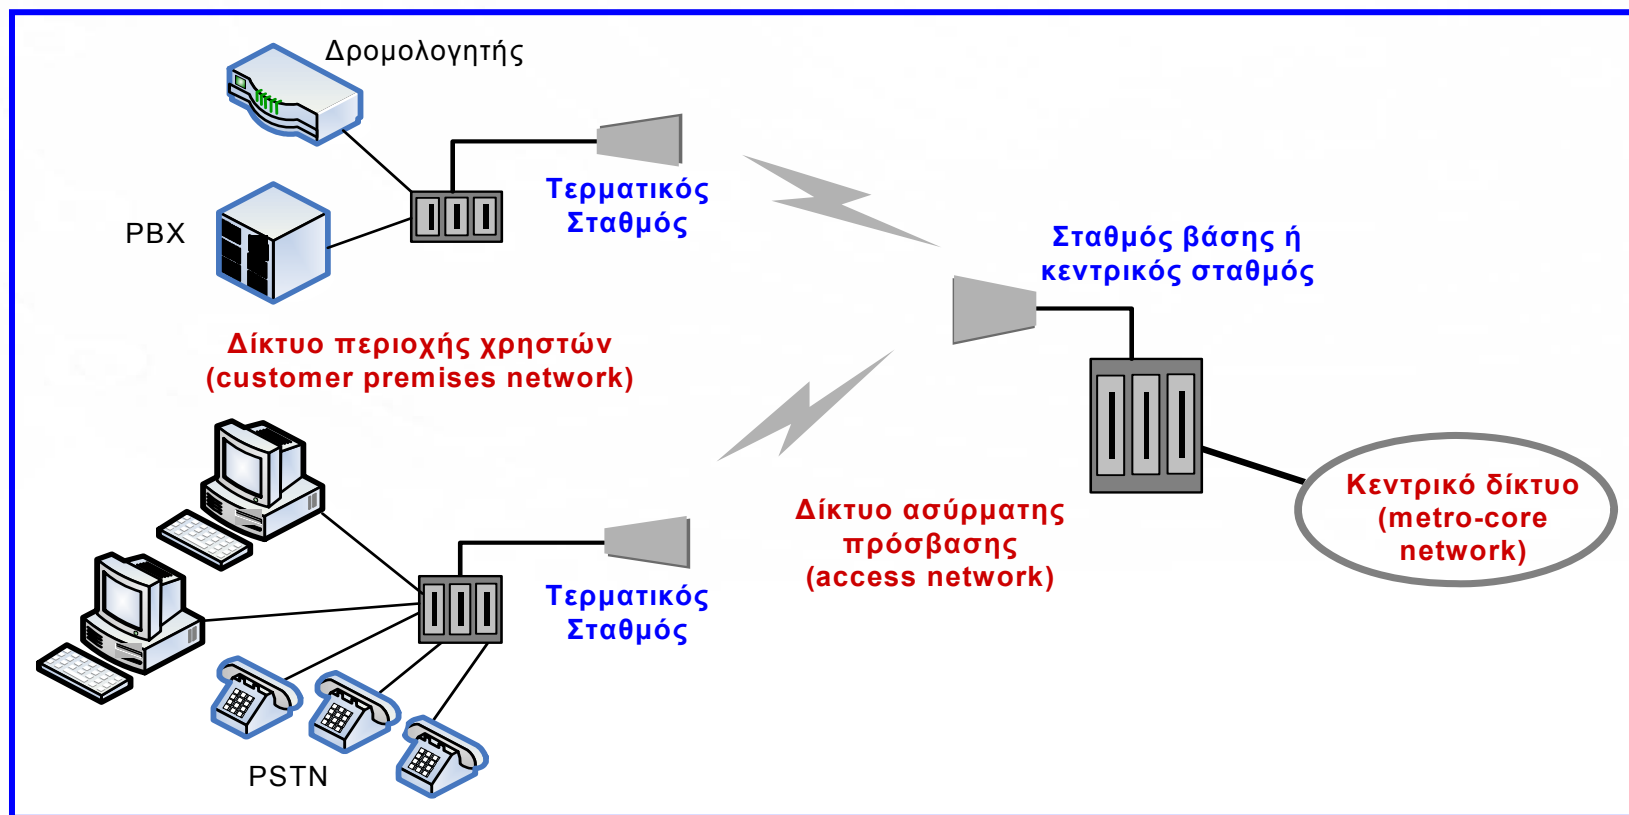 Δρομολογητής
Τερματικός
Σταθμός
PBX
Σταθμός βάσης ή
κεντρικός σταθμός
Δίκτυο περιοχής χρηστών
(customer premises network)
Κεντρικό δίκτυο
(metro-core
network)
Δίκτυο ασύρματης
πρόσβασης
(access network)
Τερματικός
Σταθμός
PSTN